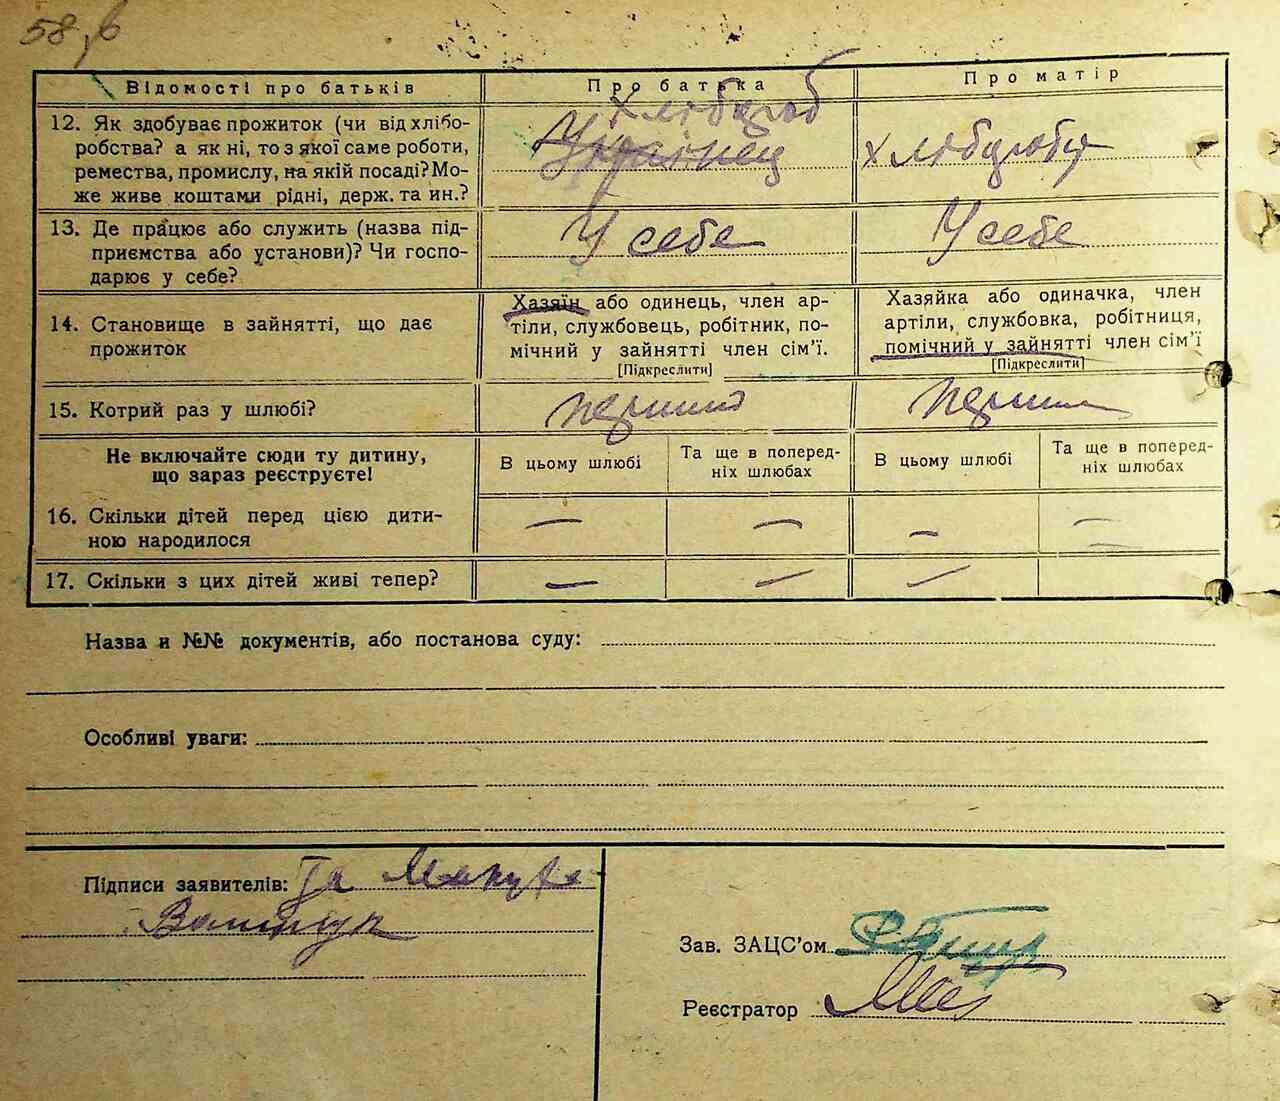 58 зв
Відомості про батьків
Про батька
Про матір
12. Як здобуває прожиток (чи від хлібо-
робства? а як ні, то з якої саме роботи,
ремества, промислу, на якій посаді? Мо-
же живе коштами рідні, держ. та ин.?
хлібороб
Українец
хлібороби
13. Де працює або служить (назва під-
приємства або установи)? Чи госпо-
дарює у себе?
У себе
У себе
14. Становище в зайнятті, що дає
прожиток
Хазяїн або одинець, член ар-
тіли, службовець, робітник, по-
мічний у зайнятті член сім'ї.
[Підкреслити]
Хазяйка або одиначка, член
артіли, службовка, робітниця,
помічний у зайнятті член сім'ї
[Підкреслити]
15. Котрий раз у шлюбі?
перший
Не включайте сюди ту дитину,
що зараз реєструєте!
В цьому шлюбі
Та ще в поперед-
ніх шлюбах
В цьому шлюбі
Та ще в поперед-
ніх шлюбах
16. Скільки дітей перед цією дити-
ною народилося
— — — —
17. Скільки з цих дітей живі тепер?
— — —
Назва и №№ документів, або постанова суду:
Особливі уваги:
Підписи заявителів:
Зав. ЗАЦС'ом
Реєстратор